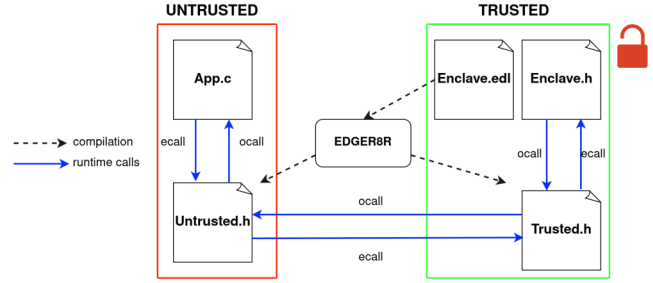 UNTRUSTED
TRUSTED
App.c
Enclave.edl
Enclave.h
EDGER8R
compilation
runtime calls
ecall
ocall
ocall
ecall
ocall
Untrusted.h
Trusted.h
ecall